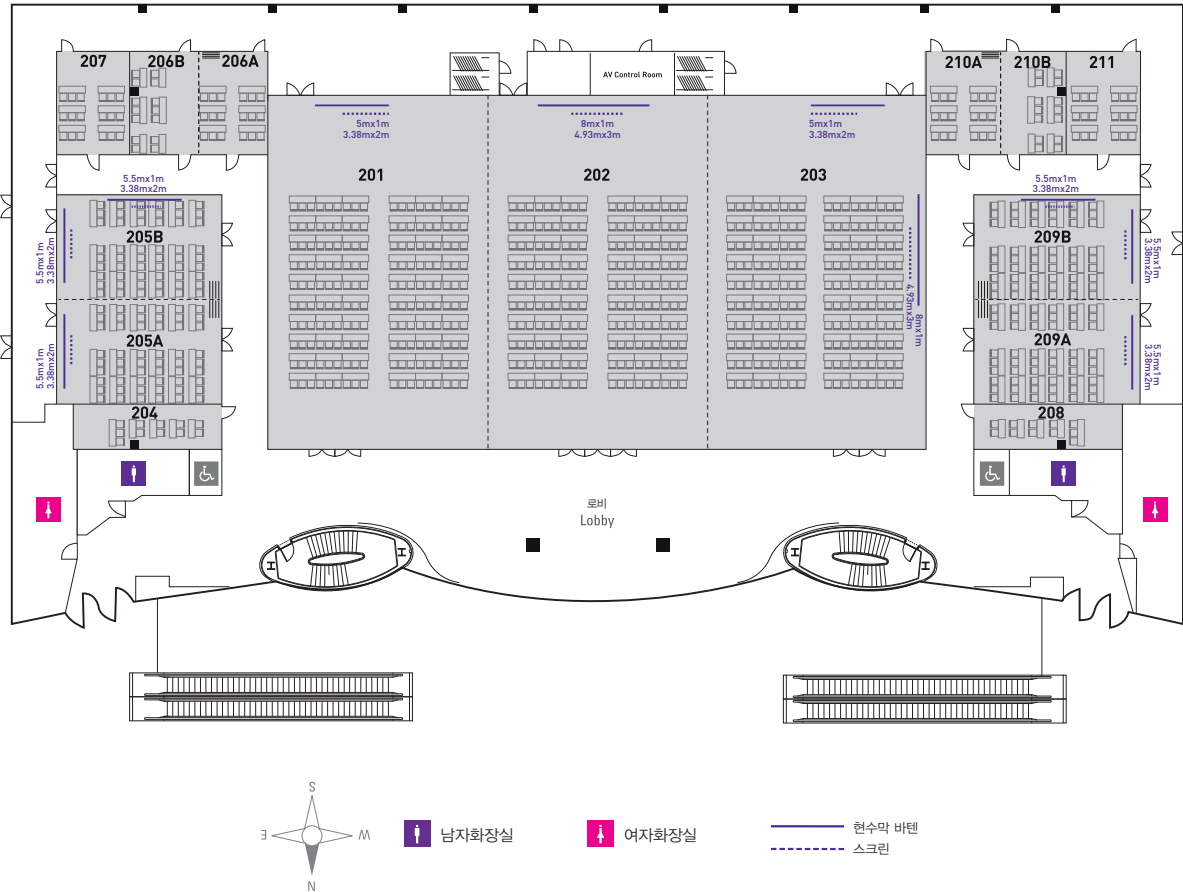 207
206B
206A
AV Control Room
210A
210B
211
5mx1m
3.38mx2m
8mx1m
4.93mx3m
5mx1m
3.38mx2m
201
202
203
5.5mx1m
3.38mx2m
5.5mx1m
3.38mx2m
205B
209B
5.5mx1m
3.38mx2m
5.5mx1m
3.38mx2m
4.93mx3m
8mx1m
205A
209A
5.5mx1m
3.38mx2m
5.5mx1m
3.38mx2m
204
208
로비
Lobby
H
H
H
H
S
E
W
N
남자화장실
여자화장실
현수막 바텐
스크린